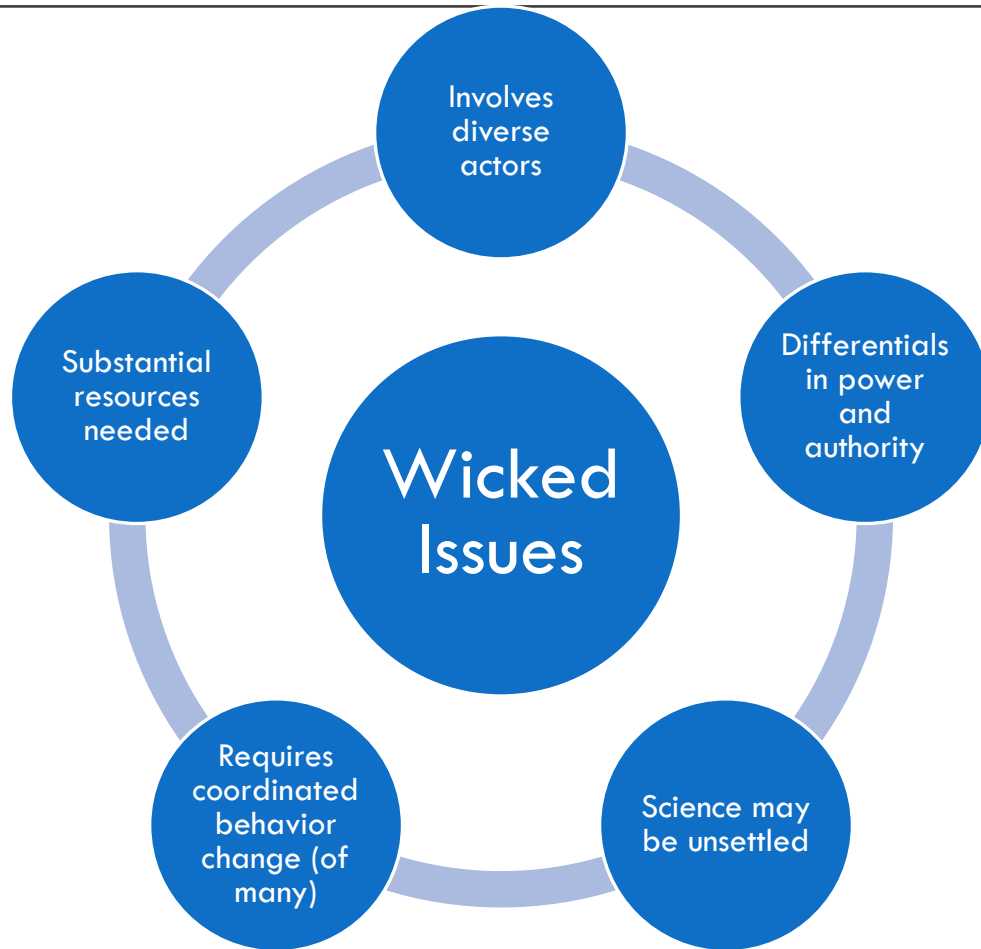 Involves
diverse
actors
Differentials
in power
and
authority
Science may
be unsettled
Requires
coordinated
behavior
change (of
many)
Substantial
resources
needed
Wicked
Issues